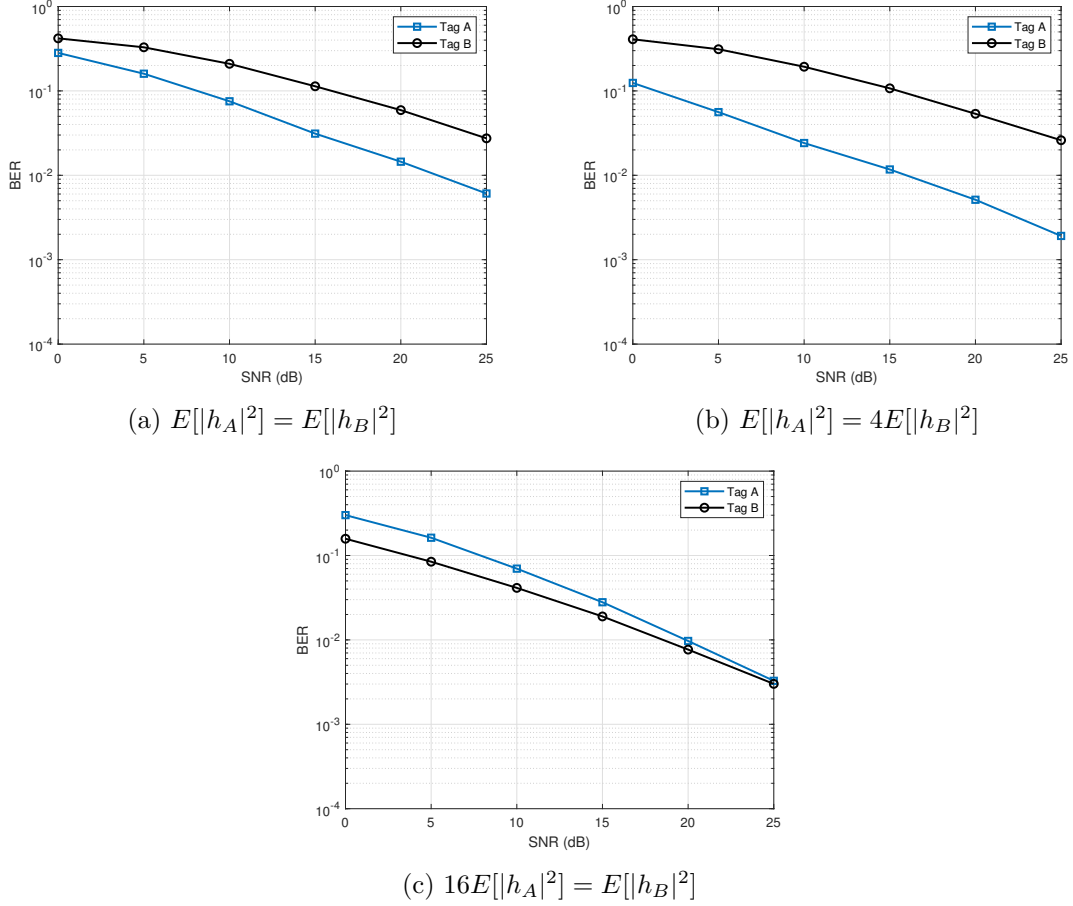 10^0
10^-1
10^-2
10^-3
10^-4
BER
0 5 10 15 20 25
SNR (dB)
Tag A
Tag B
(a) E[|h_A|^2] = E[|h_B|^2]
10^0
10^-1
10^-2
10^-3
10^-4
BER
0 5 10 15 20 25
SNR (dB)
Tag A
Tag B
(b) E[|h_A|^2] = 4E[|h_B|^2]
10^0
10^-1
10^-2
10^-3
10^-4
BER
0 5 10 15 20 25
SNR (dB)
Tag A
Tag B
(c) 16E[|h_A|^2] = E[|h_B|^2]